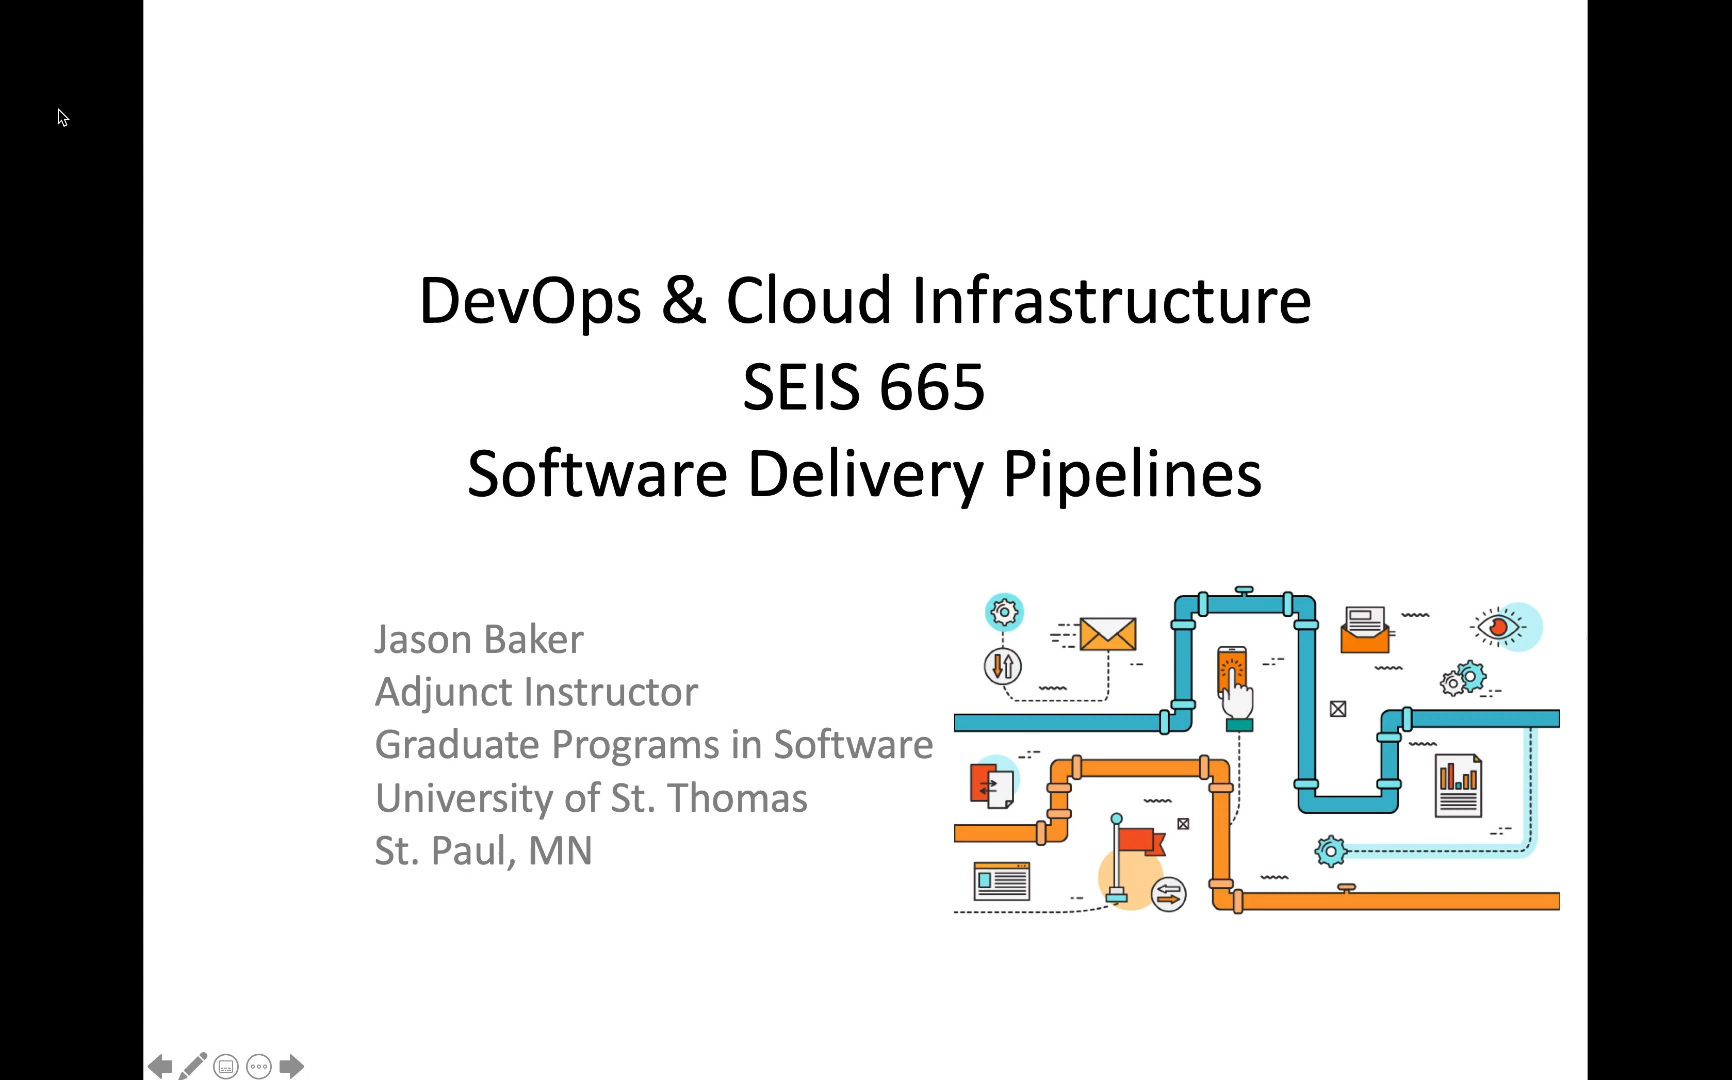 DevOps & Cloud Infrastructure
SEIS 665
Software Delivery Pipelines
Jason Baker
Adjunct Instructor
Graduate Programs in Software
University of St. Thomas
St. Paul, MN